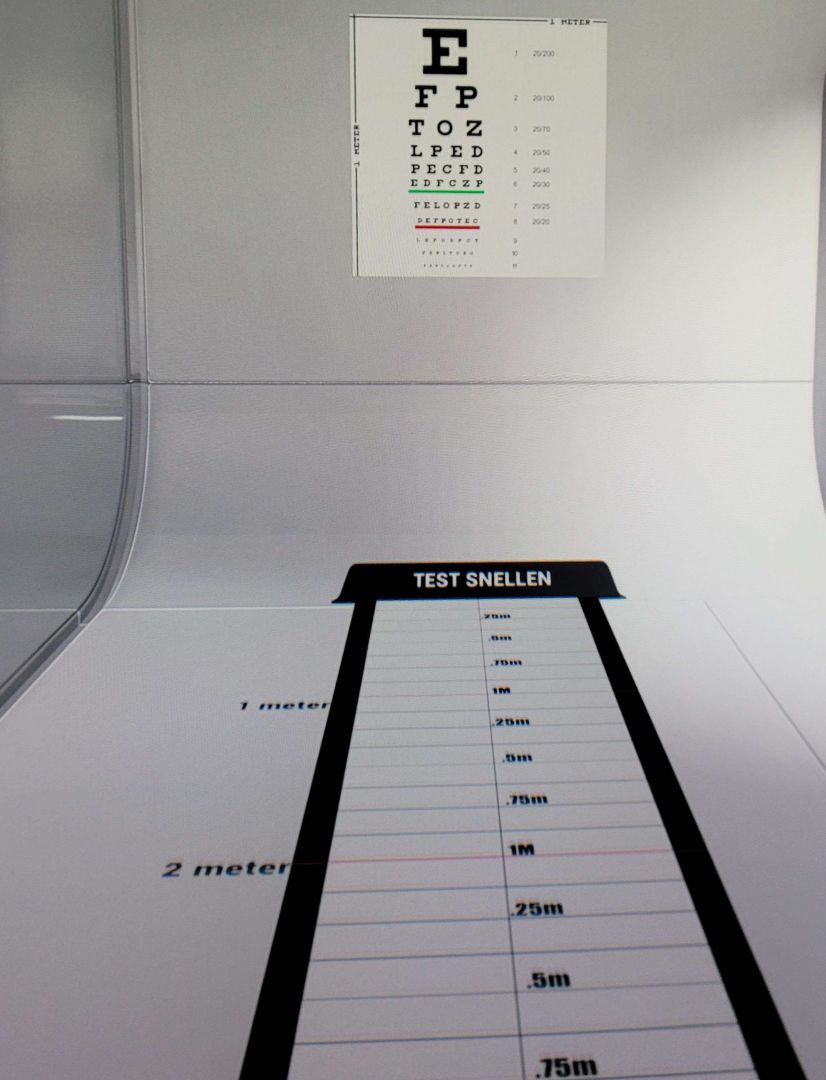 1 METER
1 METER
E 1 20/200
F P 2 20/100
T O Z 3 20/70
L P E D 4 20/50
P E C F D 5 20/40
E D F C Z P 6 20/30
F E L O P Z D 7 20/25
D E F P O T E C 8 20/20
9
10
11
TEST SNELLEN
.25m
.5m
.75m
1M
1 meter
.25m
.5m
.75m
1M
2 meter
.25m
.5m
.75m